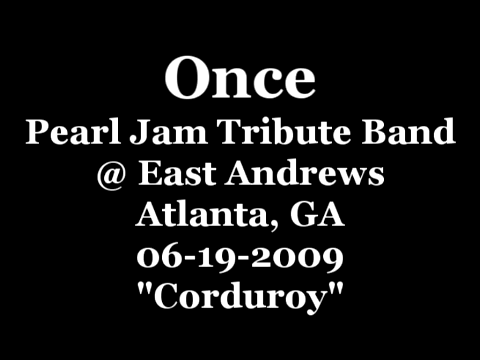 Once
Pearl Jam Tribute Band
@ East Andrews
Atlanta, GA
06-19-2009
"Corduroy"